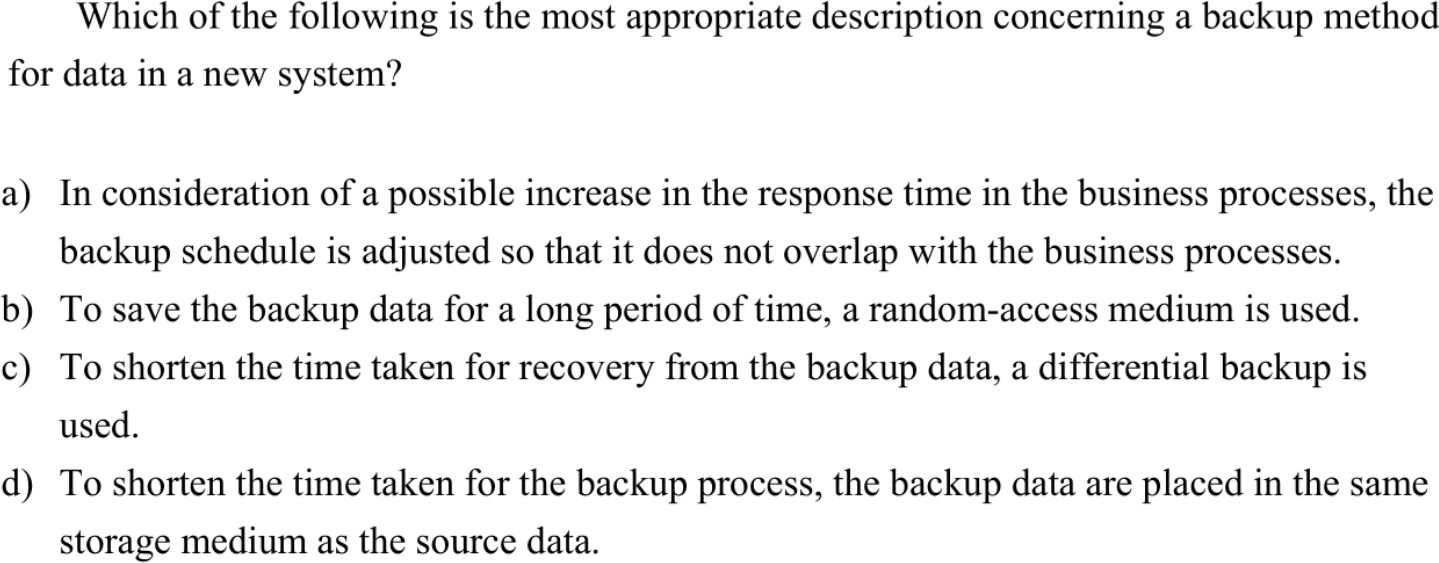 Which of the following is the most appropriate description concerning a backup method
for data in a new system?
a) In consideration of a possible increase in the response time in the business processes, the
backup schedule is adjusted so that it does not overlap with the business processes.
b) To save the backup data for a long period of time, a random-access medium is used.
c) To shorten the time taken for recovery from the backup data, a differential backup is
used.
d) To shorten the time taken for the backup process, the backup data are placed in the same
storage medium as the source data.